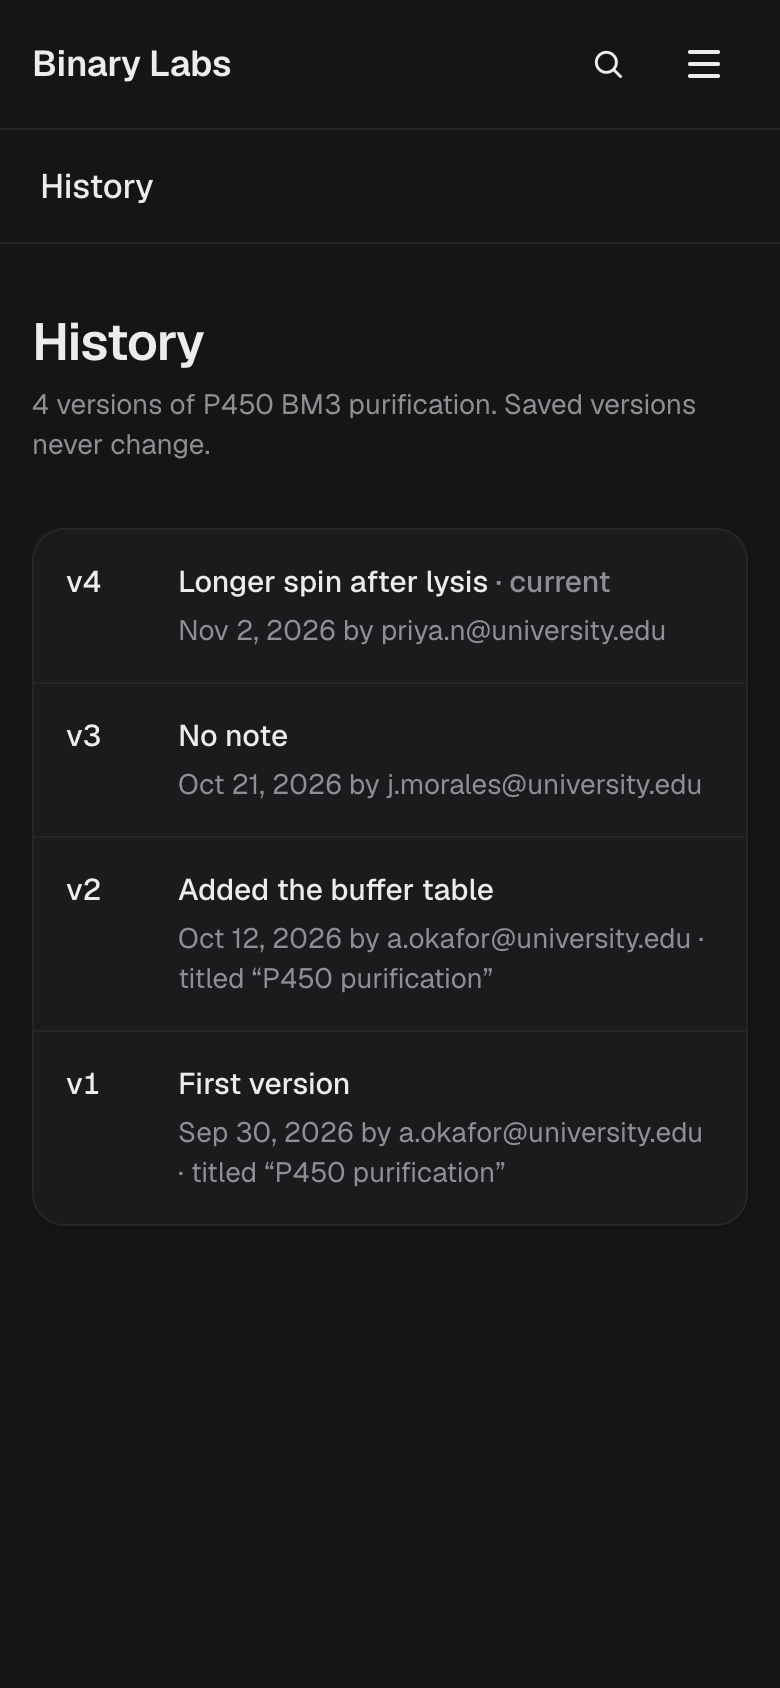 Binary Labs
History
History
4 versions of P450 BM3 purification. Saved versions
never change.
v4
Longer spin after lysis · current
Nov 2, 2026 by priya.n@university.edu
v3
No note
Oct 21, 2026 by j.morales@university.edu
v2
Added the buffer table
Oct 12, 2026 by a.okafor@university.edu ·
titled “P450 purification”
v1
First version
Sep 30, 2026 by a.okafor@university.edu
· titled “P450 purification”